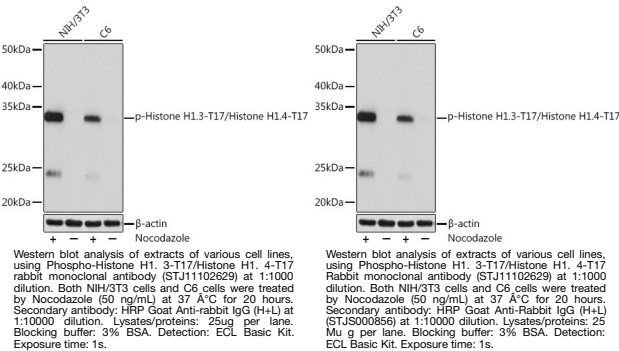 NIH/3T3
C6
50kDa
40kDa
35kDa
p-Histone H1.3-T17/Histone H1.4-T17
25kDa
20kDa
β-actin
+ − + −
Nocodazole
Western blot analysis of extracts of various cell lines,
using Phospho-Histone H1. 3-T17/Histone H1. 4-T17
rabbit monoclonal antibody (STJ11102629) at 1:1000
dilution. Both NIH/3T3 cells and C6 cells were treated
by Nocodazole (50 ng/mL) at 37 Â°C for 20 hours.
Secondary antibody: HRP Goat Anti-rabbit IgG (H+L) at
1:10000 dilution. Lysates/proteins: 25ug per lane.
Blocking buffer: 3% BSA. Detection: ECL Basic Kit.
Exposure time: 1s.
NIH/3T3
C6
50kDa
40kDa
35kDa
p-Histone H1.3-T17/Histone H1.4-T17
25kDa
20kDa
β-actin
+ − + −
Nocodazole
Western blot analysis of extracts of various cell lines,
using Phospho-Histone H1. 3-T17/Histone H1. 4-T17
Rabbit monoclonal antibody (STJ11102629) at 1:1000
dilution. Both NIH/3T3 cells and C6 cells were treated
by Nocodazole (50 ng/mL) at 37 Â°C for 20 hours.
Secondary antibody: HRP Goat Anti-Rabbit IgG (H+L)
(STJS000856) at 1:10000 dilution. Lysates/proteins: 25
Mu g per lane. Blocking buffer: 3% BSA. Detection:
ECL Basic Kit. Exposure time: 1s.